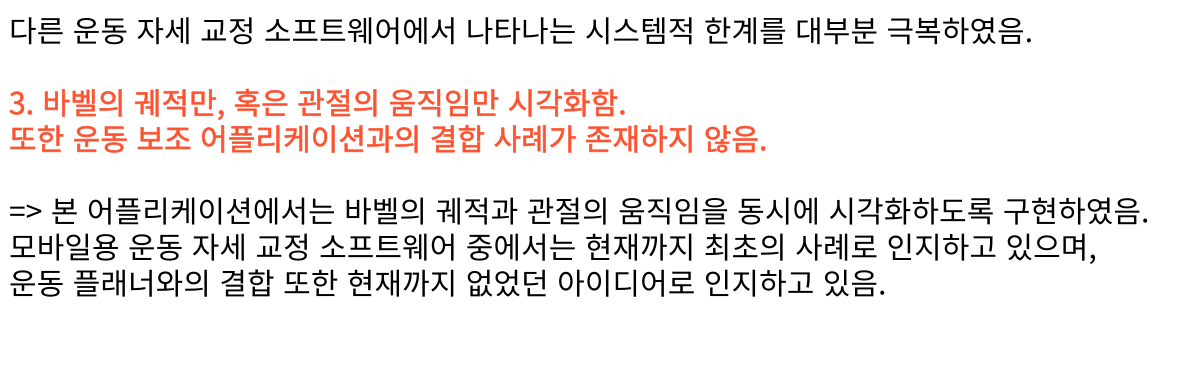 다른 운동 자세 교정 소프트웨어에서 나타나는 시스템적 한계를 대부분 극복하였음.
3. 바벨의 궤적만, 혹은 관절의 움직임만 시각화함.
또한 운동 보조 어플리케이션과의 결합 사례가 존재하지 않음.
=> 본 어플리케이션에서는 바벨의 궤적과 관절의 움직임을 동시에 시각화하도록 구현하였음.
모바일용 운동 자세 교정 소프트웨어 중에서는 현재까지 최초의 사례로 인지하고 있으며,
운동 플래너와의 결합 또한 현재까지 없었던 아이디어로 인지하고 있음.